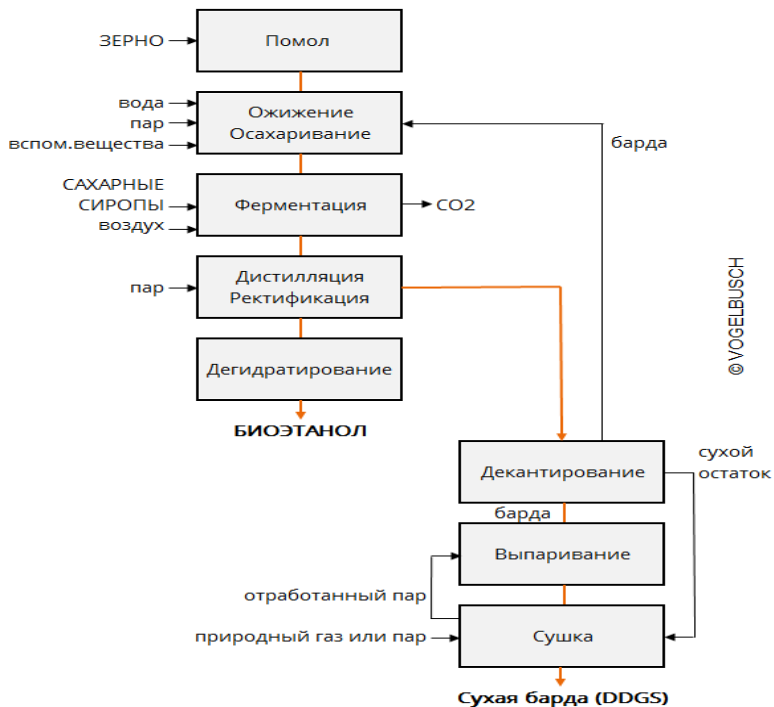 ЗЕРНО
Помол
вода
пар
вспом.вещества
Ожижение
Осахаривание
барда
САХАРНЫЕ
СИРОПЫ
воздух
Ферментация
СО2
пар
Дистилляция
Ректификация
© VOGELBUSCH
Дегидратирование
БИОЭТАНОЛ
Декантирование
сухой
остаток
барда
Выпаривание
отработанный пар
природный газ или пар
Сушка
Сухая барда (DDGS)